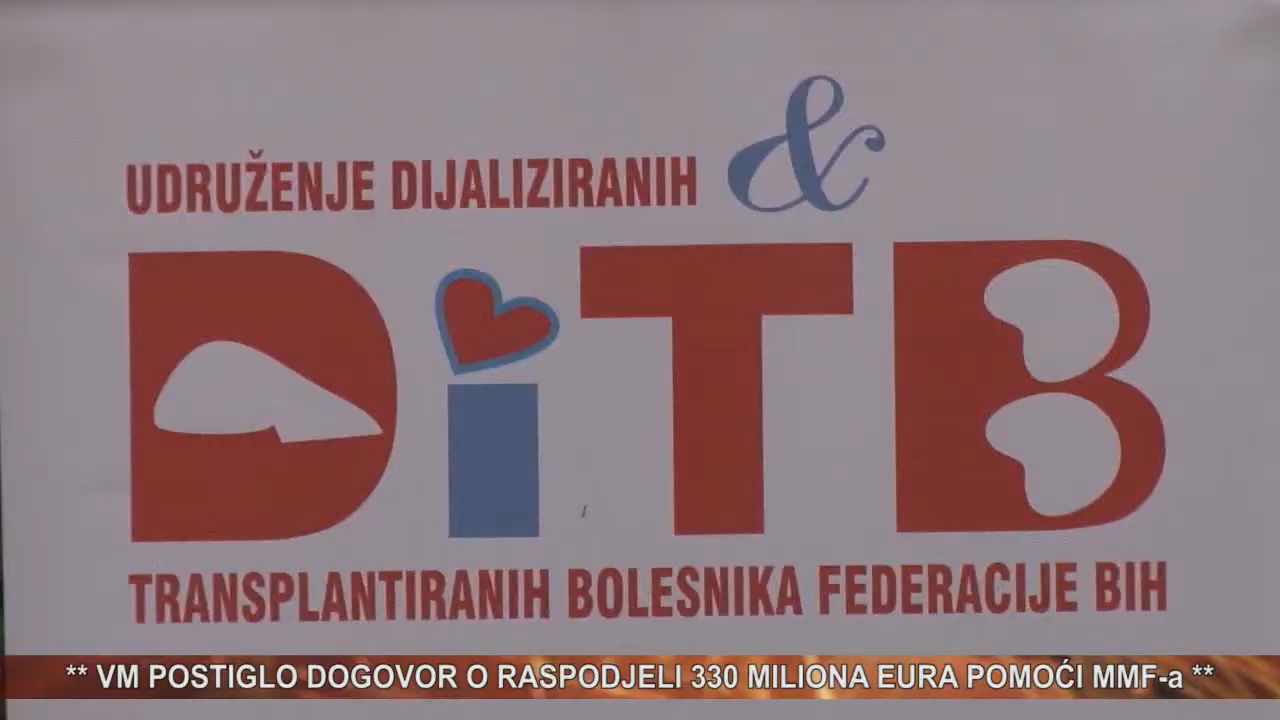 UDRUŽENJE DIJALIZIRANIH &
DiTB
TRANSPLANTIRANIH BOLESNIKA FEDERACIJE BIH
** VM POSTIGLO DOGOVOR O RASPODJELI 330 MILIONA EURA POMOĆI MMF-a **